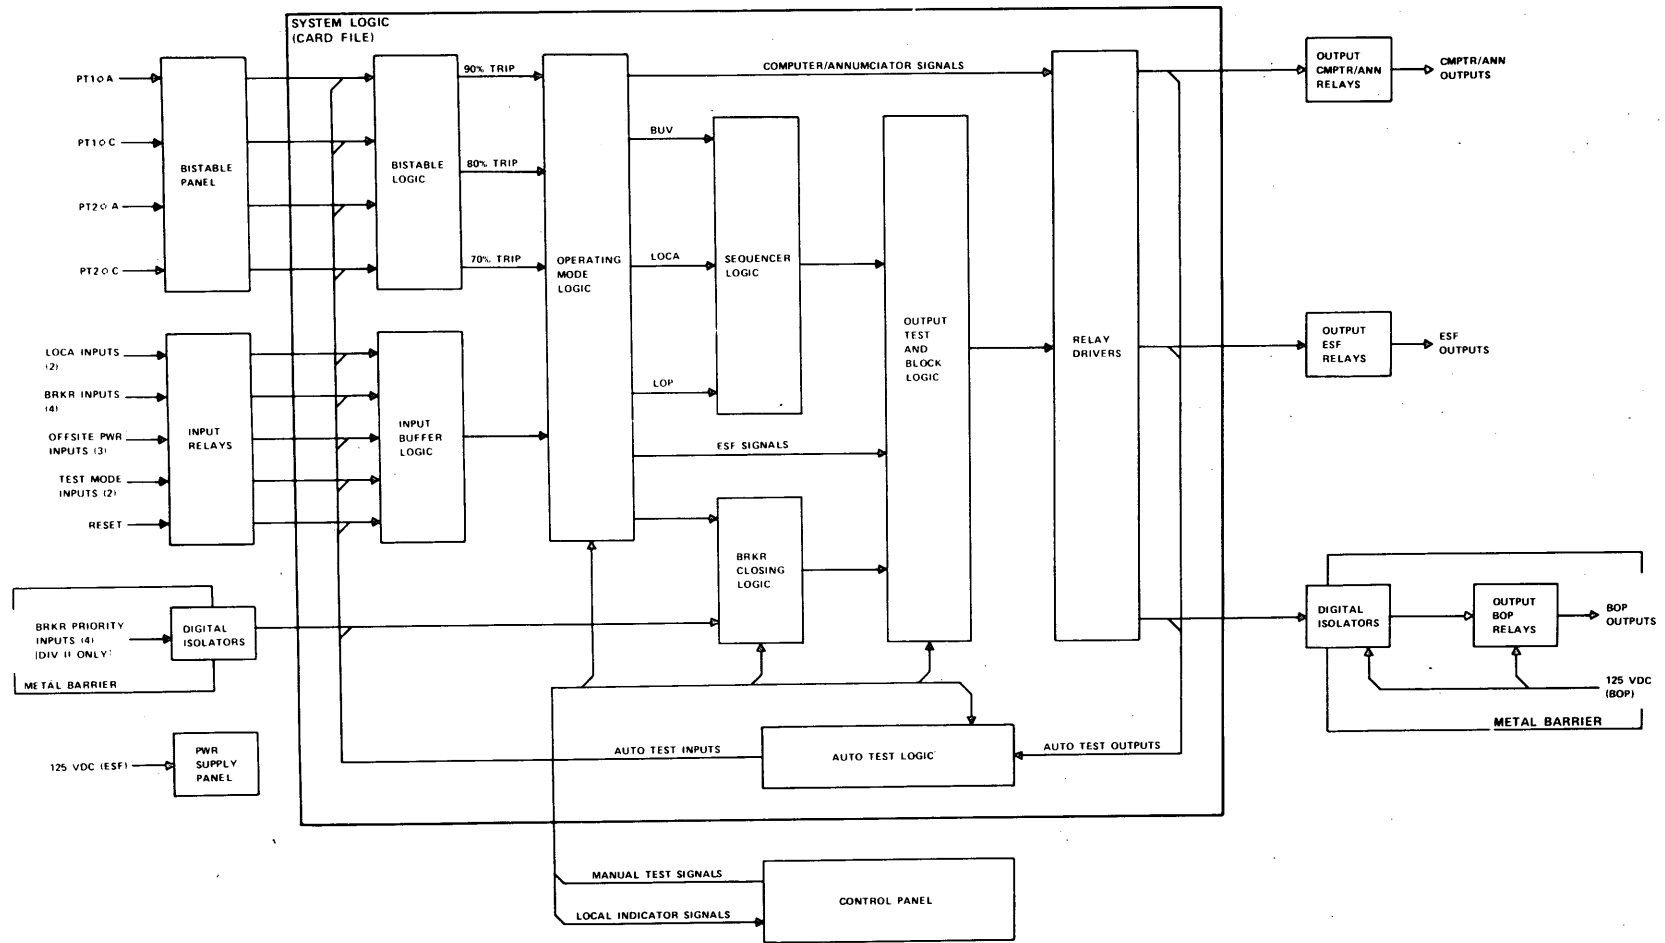 SYSTEM LOGIC
(CARD FILE)
PT1φA
PT1φC
PT2φA
PT2φC
BISTABLE
PANEL
BISTABLE
LOGIC
90% TRIP
80% TRIP
70% TRIP
OPERATING
MODE
LOGIC
COMPUTER/ANNUMCIATOR SIGNALS
BUV
LOCA
LOP
SEQUENCER
LOGIC
ESF SIGNALS
BRKR
CLOSING
LOGIC
OUTPUT
TEST
AND
BLOCK
LOGIC
RELAY
DRIVERS
OUTPUT
CMPTR/ANN
RELAYS
CMPTR/ANN
OUTPUTS
OUTPUT
ESF
RELAYS
ESF
OUTPUTS
LOCA INPUTS
(2)
BRKR INPUTS
(4)
OFFSITE PWR
INPUTS (3)
TEST MODE
INPUTS (2)
RESET
INPUT
RELAYS
INPUT
BUFFER
LOGIC
BRKR PRIORITY
INPUTS (4)
(DIV II ONLY)
DIGITAL
ISOLATORS
METAL BARRIER
125 VDC (ESF)
PWR
SUPPLY
PANEL
AUTO TEST INPUTS
AUTO TEST LOGIC
AUTO TEST OUTPUTS
DIGITAL
ISOLATORS
OUTPUT
BOP
RELAYS
BOP
OUTPUTS
125 VDC
(BOP)
METAL BARRIER
MANUAL TEST SIGNALS
LOCAL INDICATOR SIGNALS
CONTROL PANEL